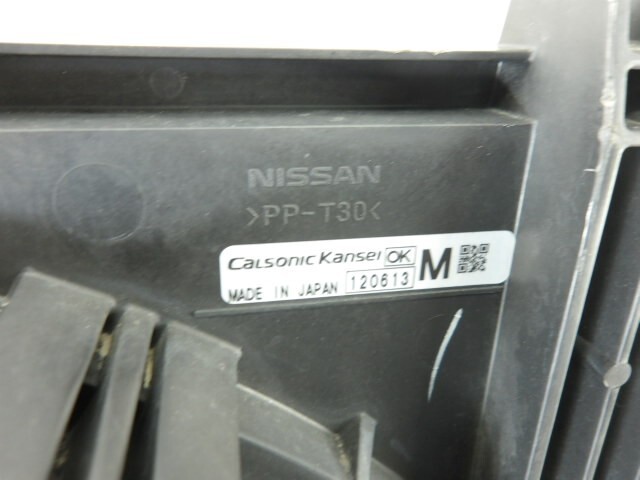 NISSAN
>PP-T30<
Calsonic Kansei OK M
MADE IN JAPAN 120613